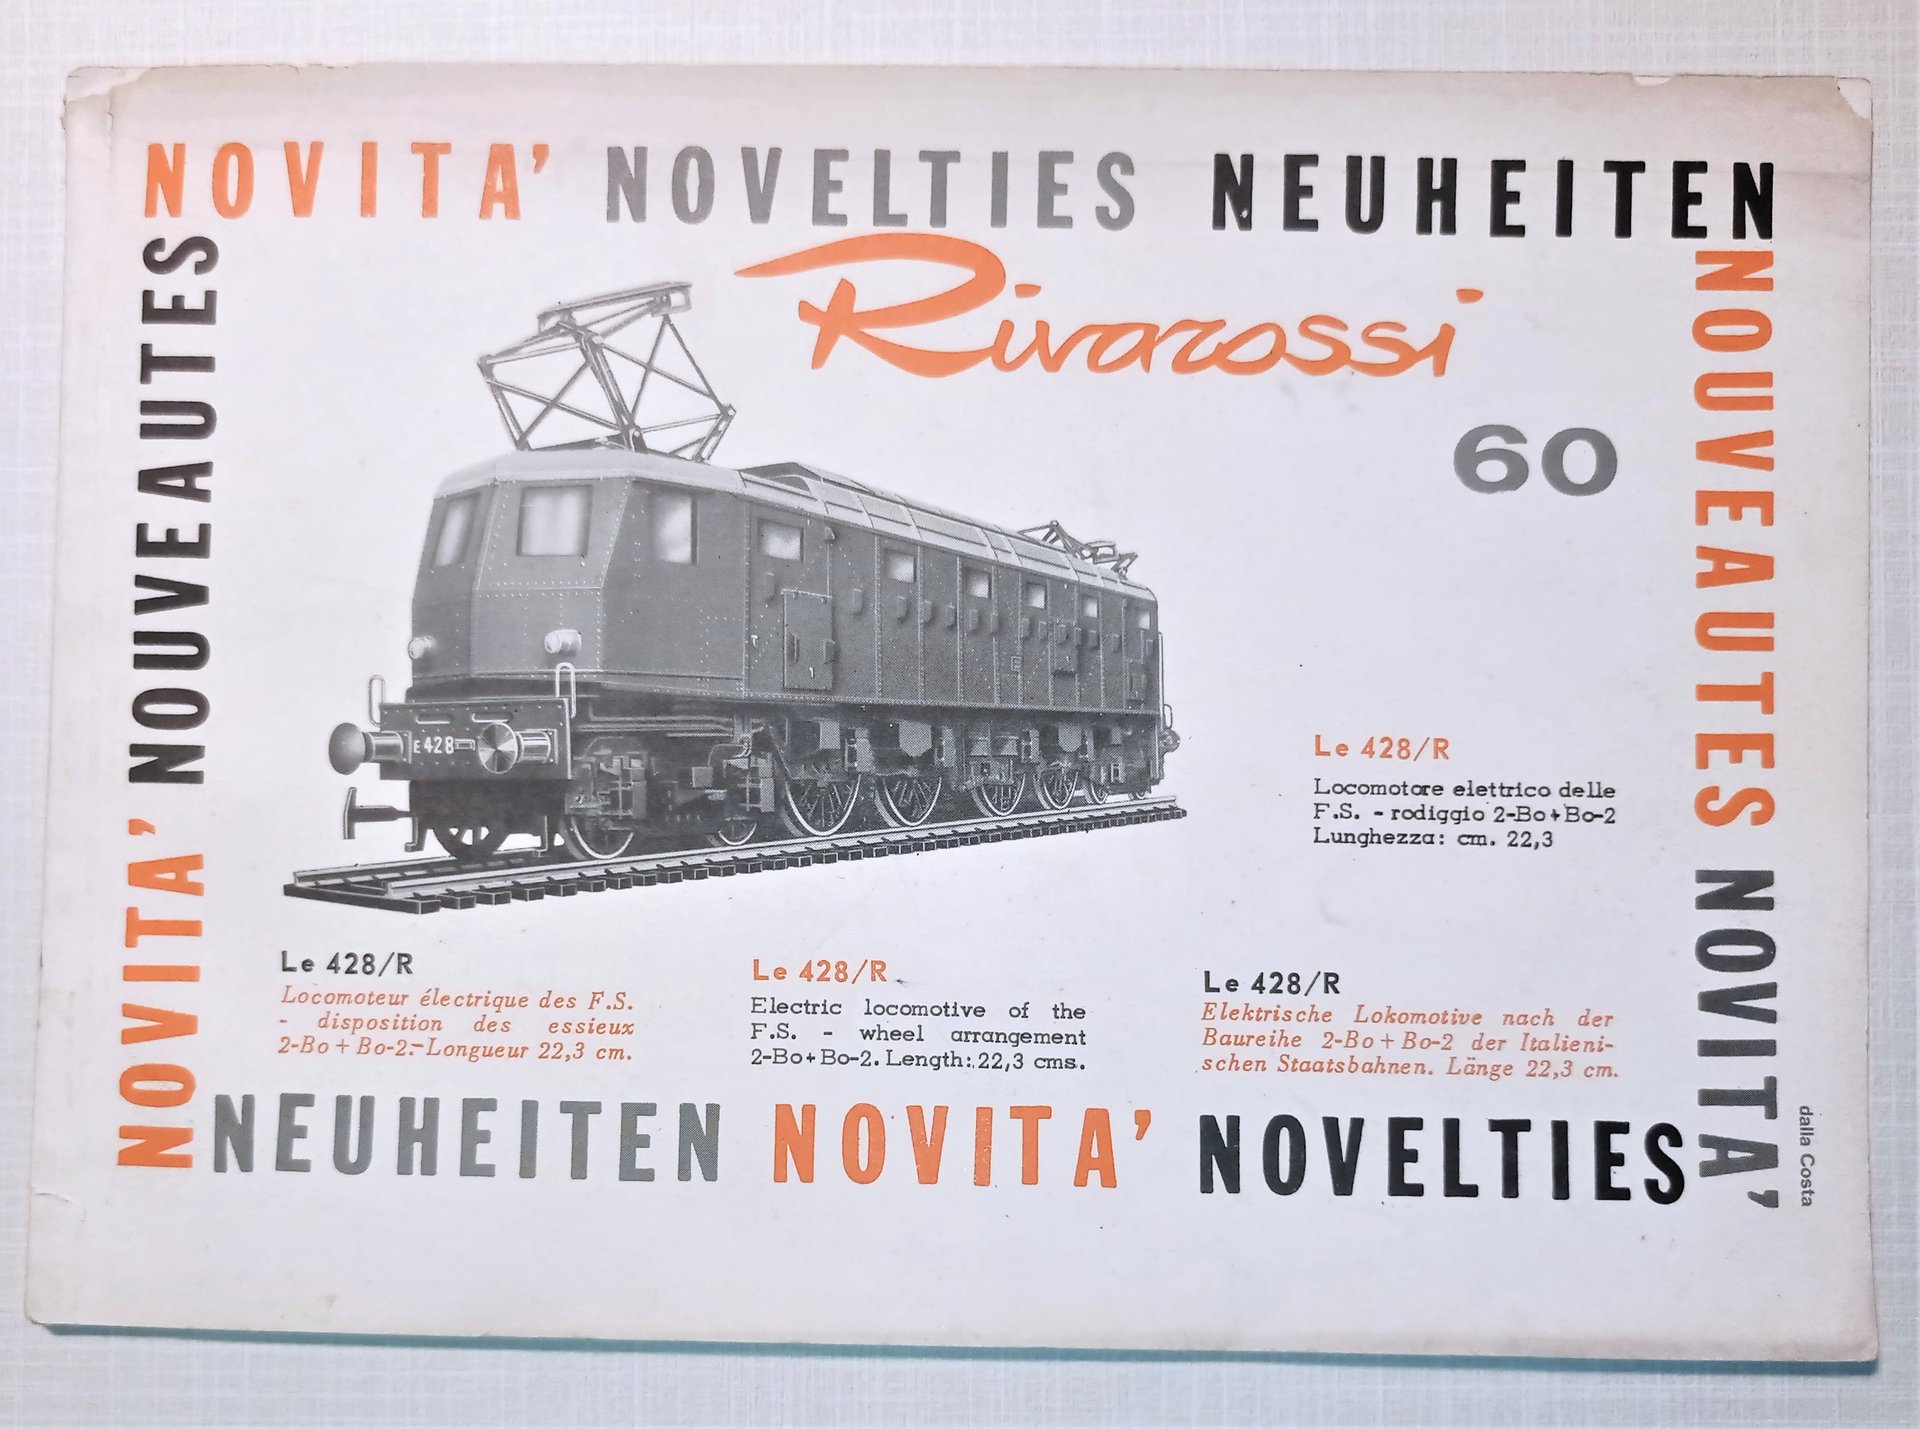 NOVITA' NOVELTIES NEUHEITEN
NOUVEAUTES NOVITA'
NOVITA' NOUVEAUTES
Rivarossi
60
E 428
Le 428/R
Locomotore elettrico delle
F.S. - rodiggio 2-Bo+Bo-2
Lunghezza: cm. 22,3
Le 428/R
Locomoteur électrique des F.S.
- disposition des essieux
2-Bo+Bo-2.-Longueur 22,3 cm.
Le 428/R
Electric locomotive of the
F.S. - wheel arrangement
2-Bo+Bo-2. Length: 22,3 cms.
Le 428/R
Elektrische Lokomotive nach der
Baureihe 2-Bo+Bo-2 der Italieni-
schen Staatsbahnen. Länge 22,3 cm.
NEUHEITEN NOVITA' NOVELTIES
dalla Costa